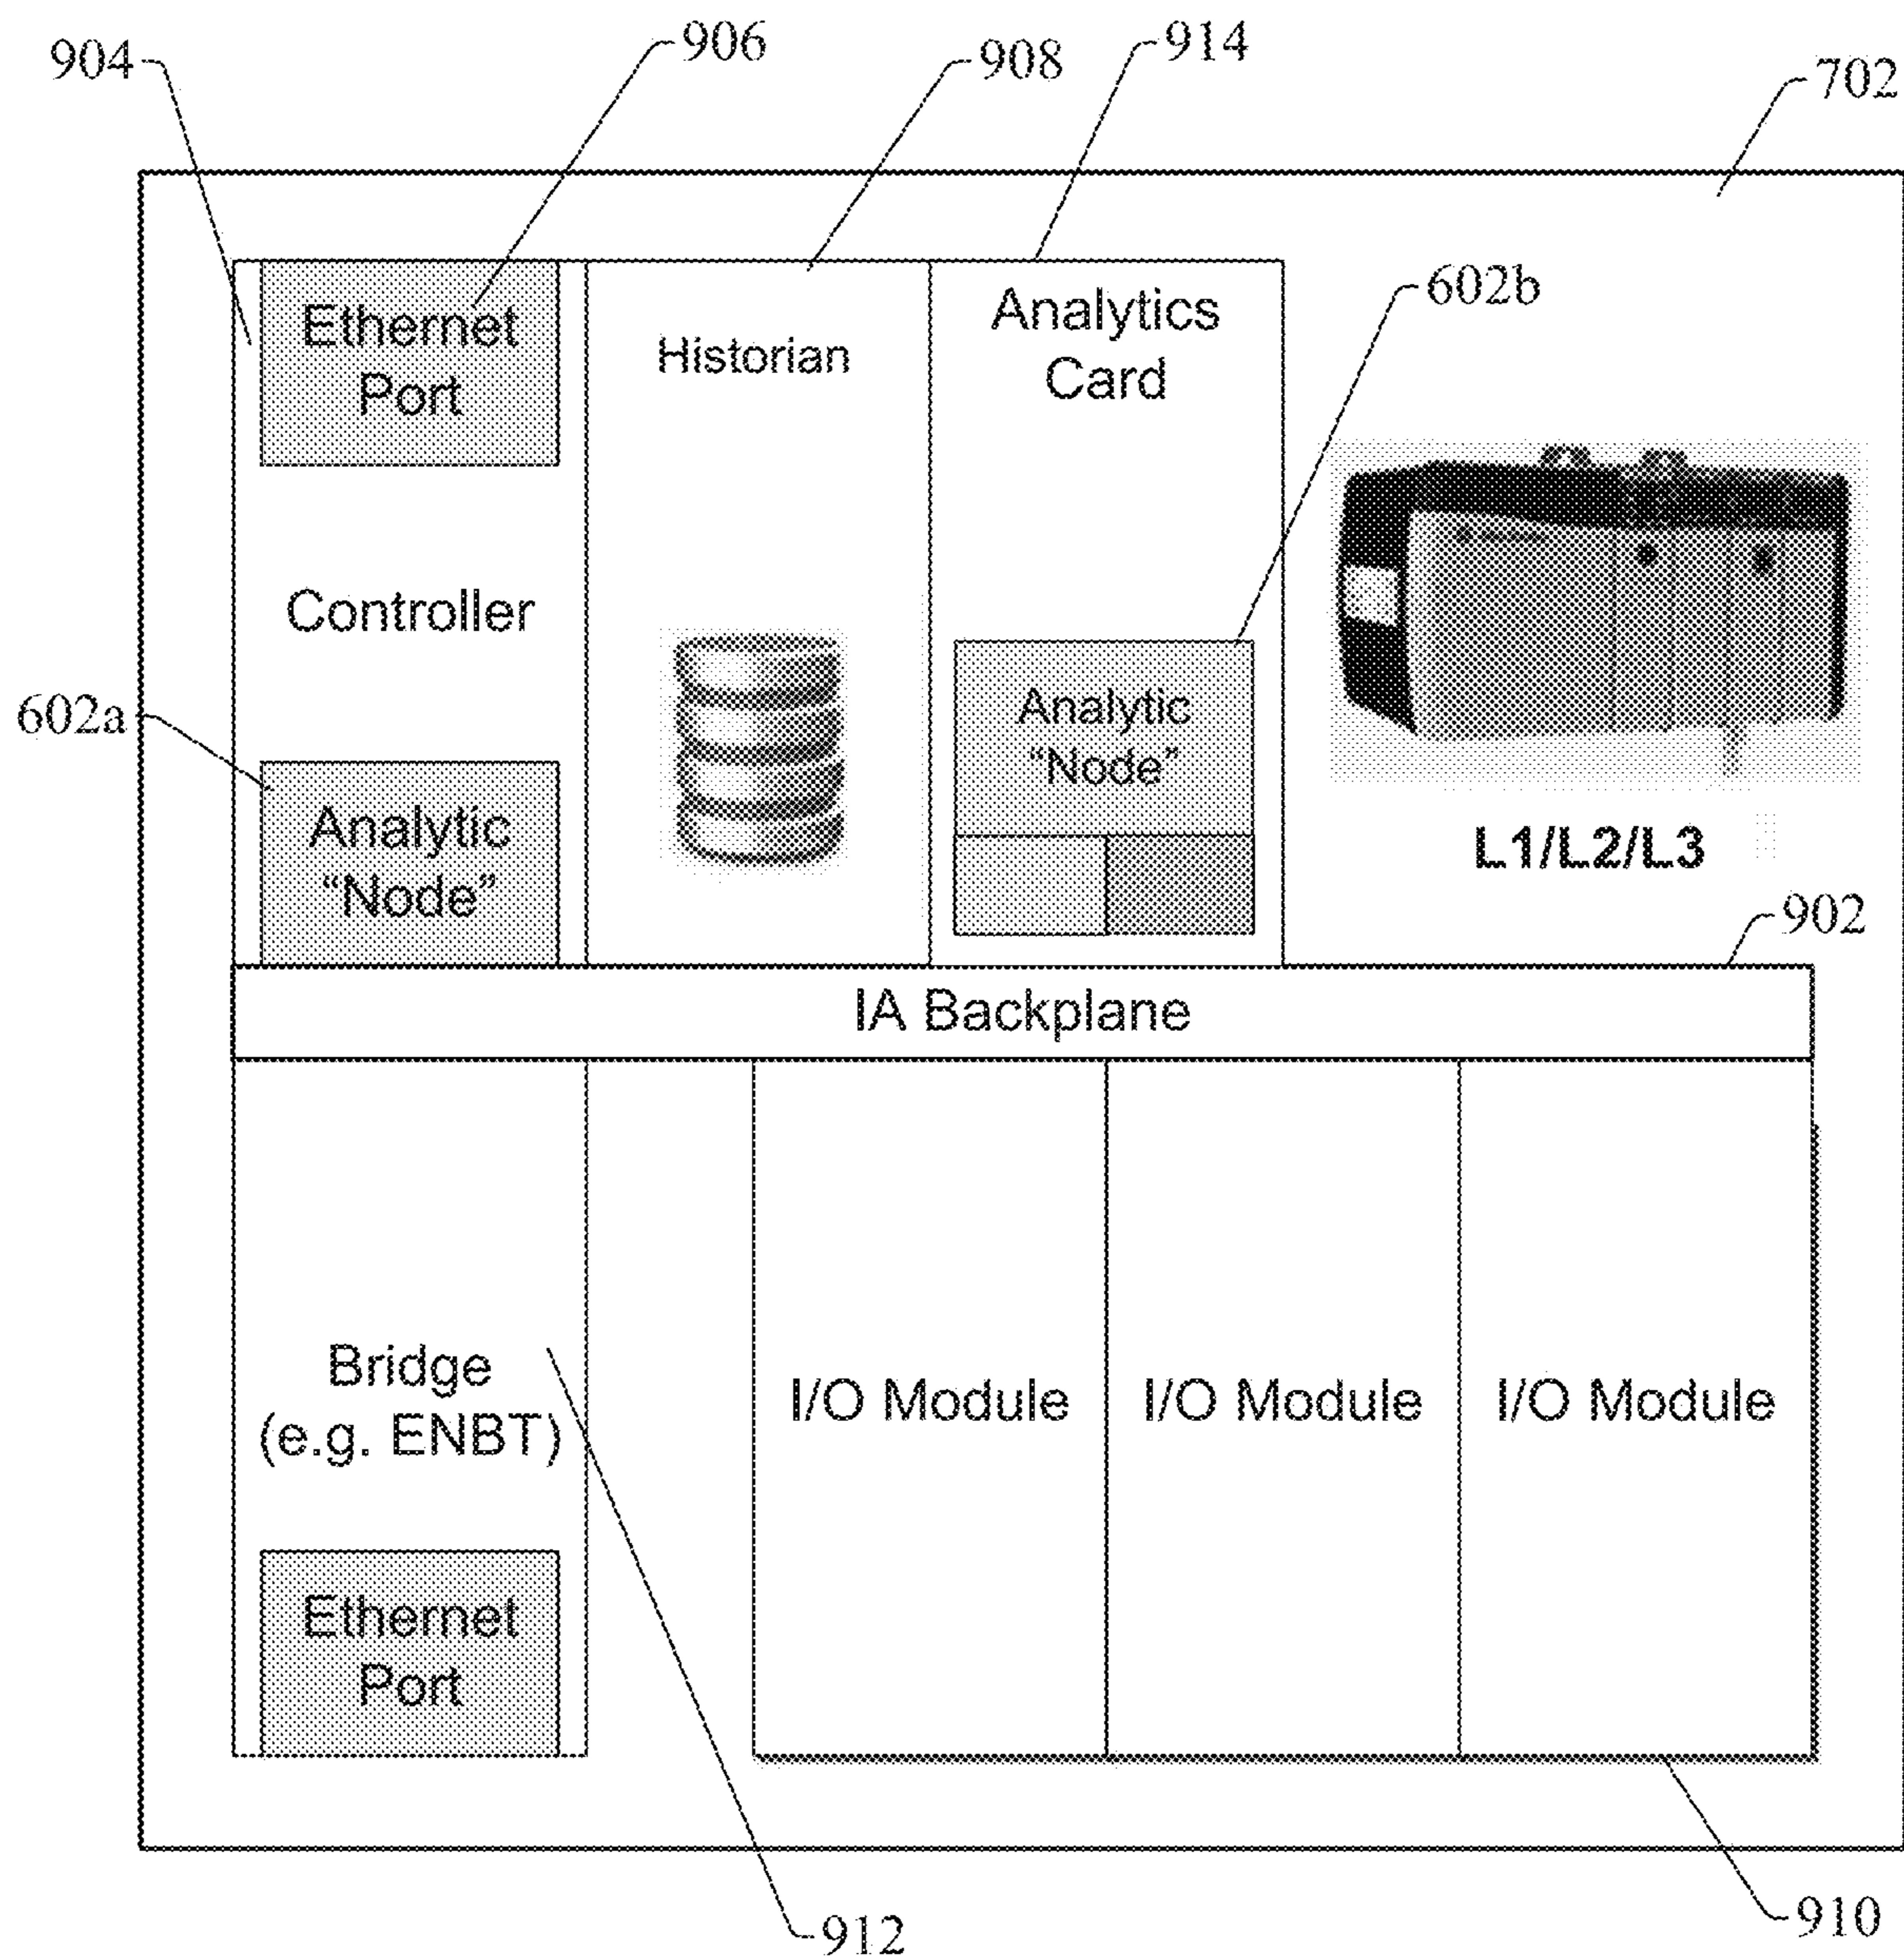 904
906
908
914
702
Ethernet
Port
Historian
Analytics
Card
602b
Controller
602a
Analytic
“Node”
Analytic
“Node”
L1/L2/L3
902
IA Backplane
Bridge
(e.g. ENBT)
I/O Module
I/O Module
I/O Module
Ethernet
Port
912
910